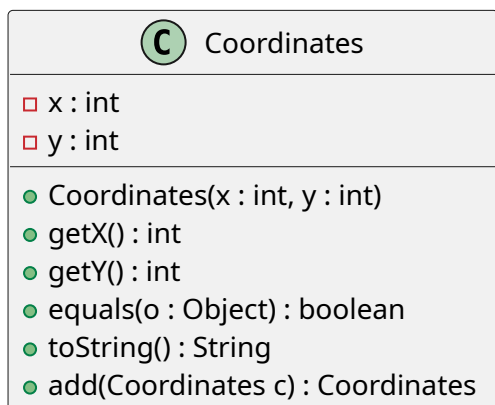 C Coordinates
x : int
y : int
Coordinates(x : int, y : int)
getX() : int
getY() : int
equals(o : Object) : boolean
toString() : String
add(Coordinates c) : Coordinates